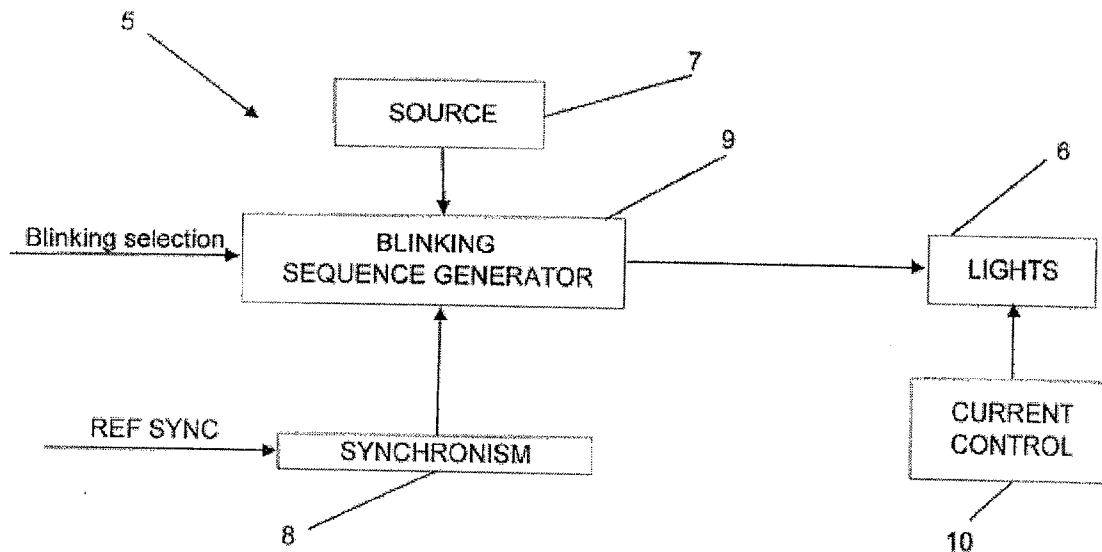 5
7
SOURCE
9
6
Blinking selection
BLINKING
SEQUENCE GENERATOR
LIGHTS
REF SYNC
SYNCHRONISM
CURRENT
CONTROL
8
10